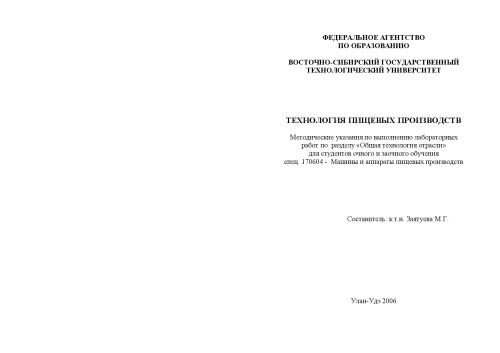 ФЕДЕРАЛЬНОЕ АГЕНТСТВО
ПО ОБРАЗОВАНИЮ
ВОСТОЧНО-СИБИРСКИЙ ГОСУДАРСТВЕННЫЙ
ТЕХНОЛОГИЧЕСКИЙ УНИВЕРСИТЕТ
ТЕХНОЛОГИЯ ПИЩЕВЫХ ПРОИЗВОДСТВ
Методические указания по выполнению лабораторных
работ по разделу «Общая технология отрасли»
для студентов очного и заочного обучения
спец. 170604 - Машины и аппараты пищевых производств
Составитель: к.т.н. Заятуева М.Г.
Улан-Удэ 2006